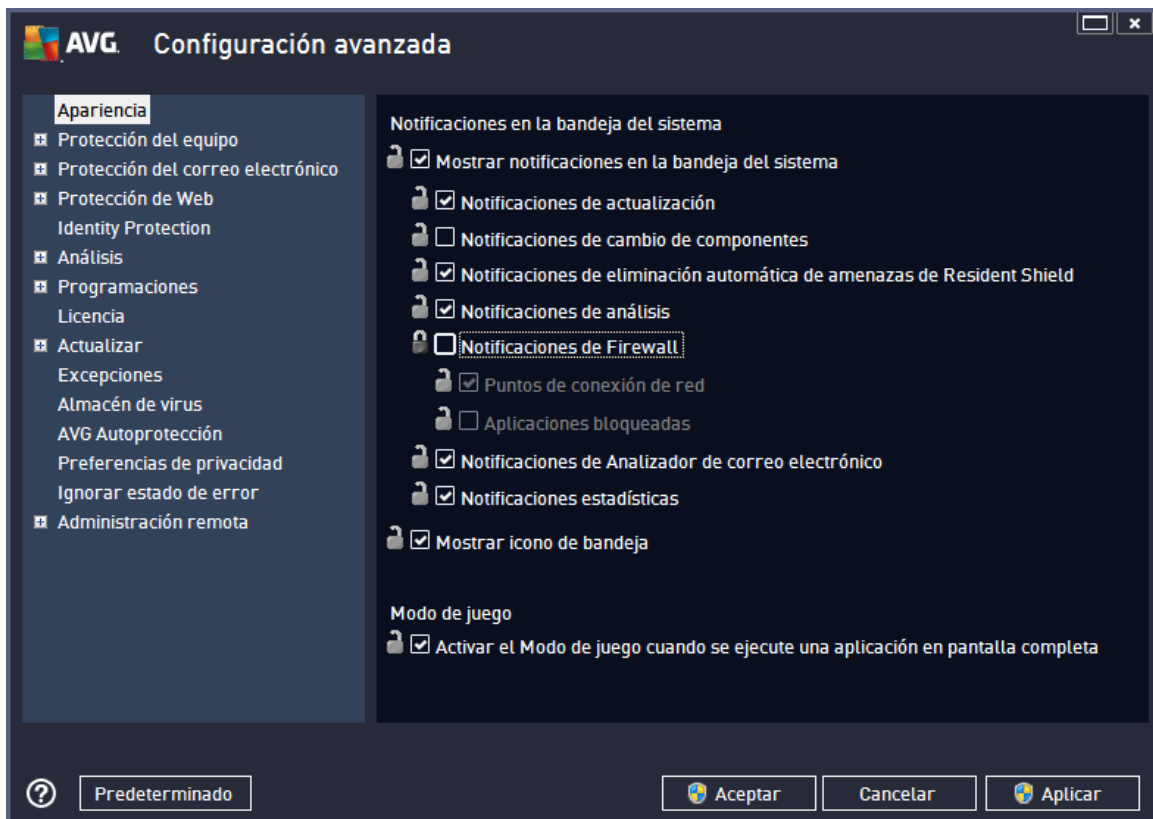 AVG. Configuración avanzada
Apariencia
Protección del equipo
Protección del correo electrónico
Protección de Web
Identity Protection
Análisis
Programaciones
Licencia
Actualizar
Excepciones
Almacén de virus
AVG Autoprotección
Preferencias de privacidad
Ignorar estado de error
Administración remota
Notificaciones en la bandeja del sistema
Mostrar notificaciones en la bandeja del sistema
Notificaciones de actualización
Notificaciones de cambio de componentes
Notificaciones de eliminación automática de amenazas de Resident Shield
Notificaciones de análisis
Notificaciones de Firewall
Puntos de conexión de red
Aplicaciones bloqueadas
Notificaciones de Analizador de correo electrónico
Notificaciones estadísticas
Mostrar icono de bandeja
Modo de juego
Activar el Modo de juego cuando se ejecute una aplicación en pantalla completa
? Predeterminado Aceptar Cancelar Aplicar